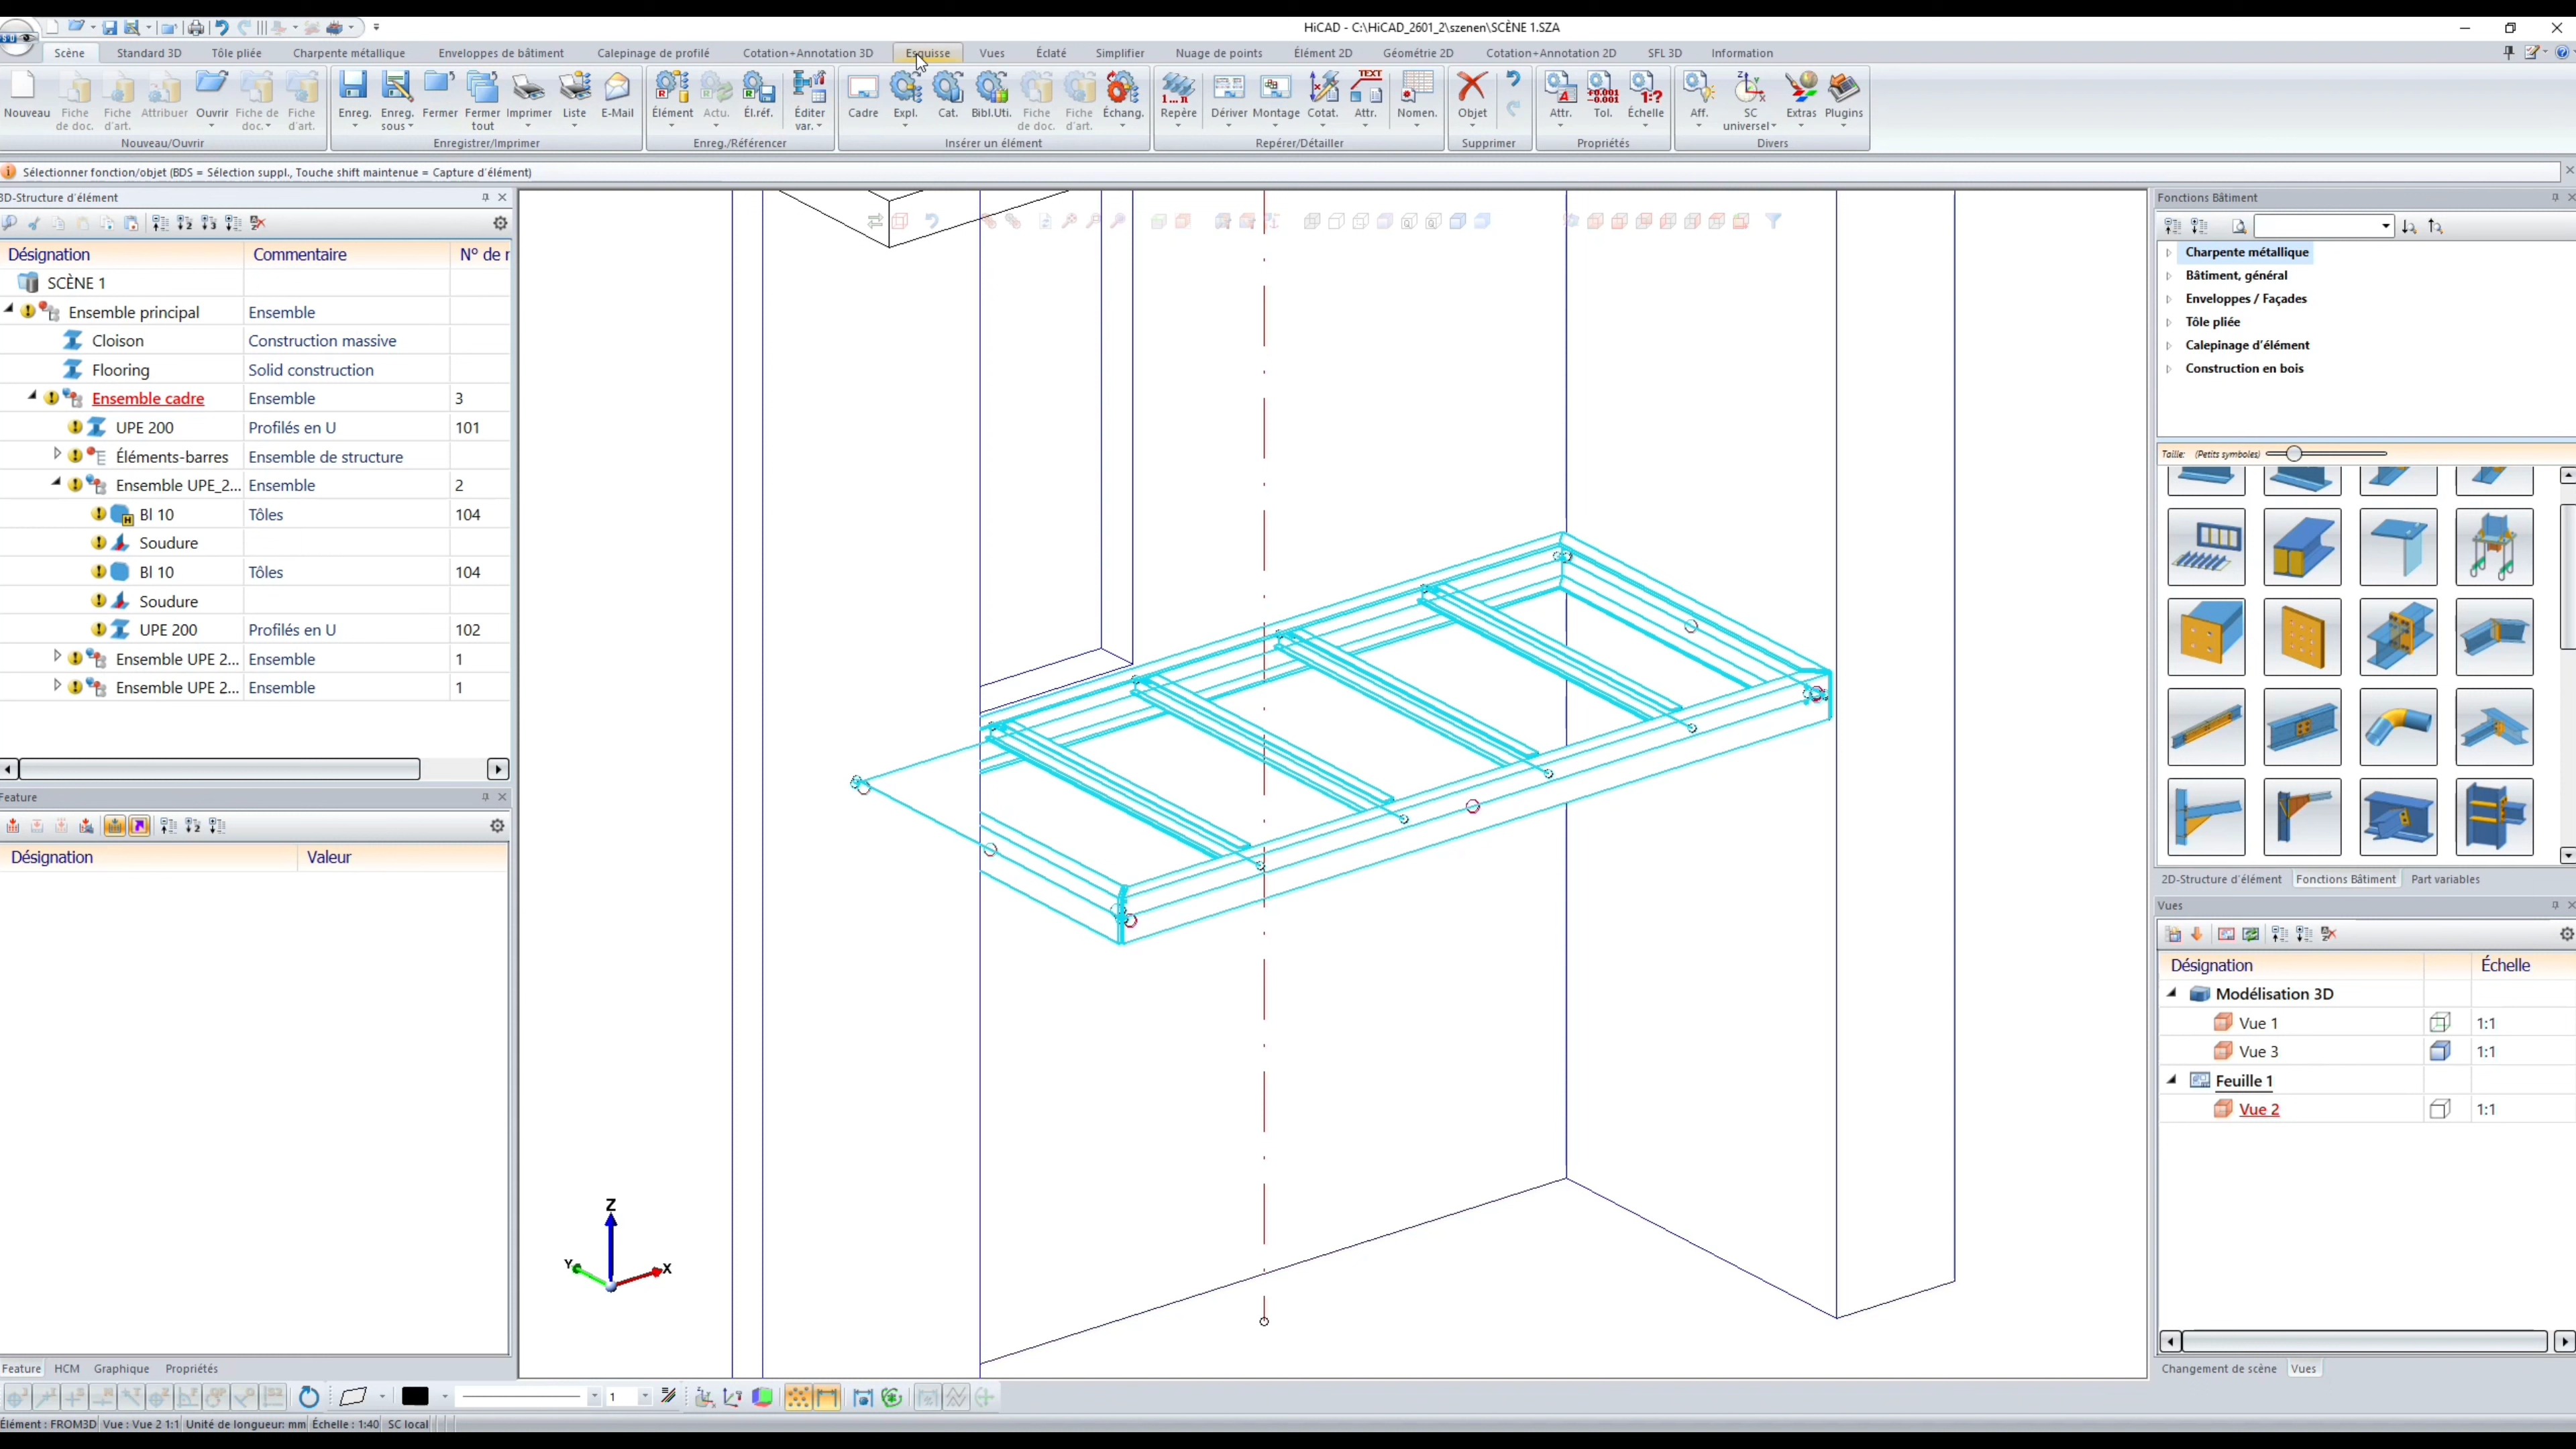 HiCAD - C:\HiCAD_2601_2\szenen\SCÈNE 1.SZA
Scène Standard 3D Tôle pliée Charpente métallique Enveloppes de bâtiment Calepinage de profilé Cotation+Annotation 3D Esquisse Vues Éclaté Simplifier Nuage de points Élément 2D Géométrie 2D Cotation+Annotation 2D SFL 3D Information
Nouveau Fiche de doc. Fiche d'art. Attribuer Ouvrir Fiche de doc. Fiche d'art.
Nouveau/Ouvrir
Enreg. Enreg. sous Fermer Fermer tout Imprimer Liste E-Mail
Enregistrer/Imprimer
Élément Actu. El.réf. Éditer var.
Enreg./Référencer
Cadre Expl. Cat. Bibl.Uti. Fiche de doc. Fiche d'art. Échang.
Insérer un élément
Repère Dériver Montage Cotat. Attr. Nomen.
Repérer/Détailler
Objet
Supprimer
Attr. Tol. Échelle
Propriétés
Aff. SC universel Extras Plugins
Divers
Sélectionner fonction/objet (BDS = Sélection suppl., Touche shift maintenue = Capture d'élément)
3D-Structure d'élément
Désignation Commentaire N° de r
SCÈNE 1
Ensemble principal Ensemble
Cloison Construction massive
Flooring Solid construction
Ensemble cadre Ensemble 3
UPE 200 Profilés en U 101
Éléments-barres Ensemble de structure
Ensemble UPE_2... Ensemble 2
Bl 10 Tôles 104
Soudure
Bl 10 Tôles 104
Soudure
UPE 200 Profilés en U 102
Ensemble UPE 2... Ensemble 1
Ensemble UPE 2... Ensemble 1
Feature
Désignation Valeur
Feature HCM Graphique Propriétés
Z
Y
X
Fonctions Bâtiment
Charpente métallique
Bâtiment, général
Enveloppes / Façades
Tôle pliée
Calepinage d'élément
Construction en bois
Taille: (Petits symboles)
2D-Structure d'élément Fonctions Bâtiment Part variables
Vues
Désignation Échelle
Modélisation 3D
Vue 1 1:1
Vue 3 1:1
Feuille 1
Vue 2 1:1
Changement de scène Vues
1
Élément : FROM3D Vue : Vue 2 1:1 Unité de longueur: mm Échelle : 1:40 SC local